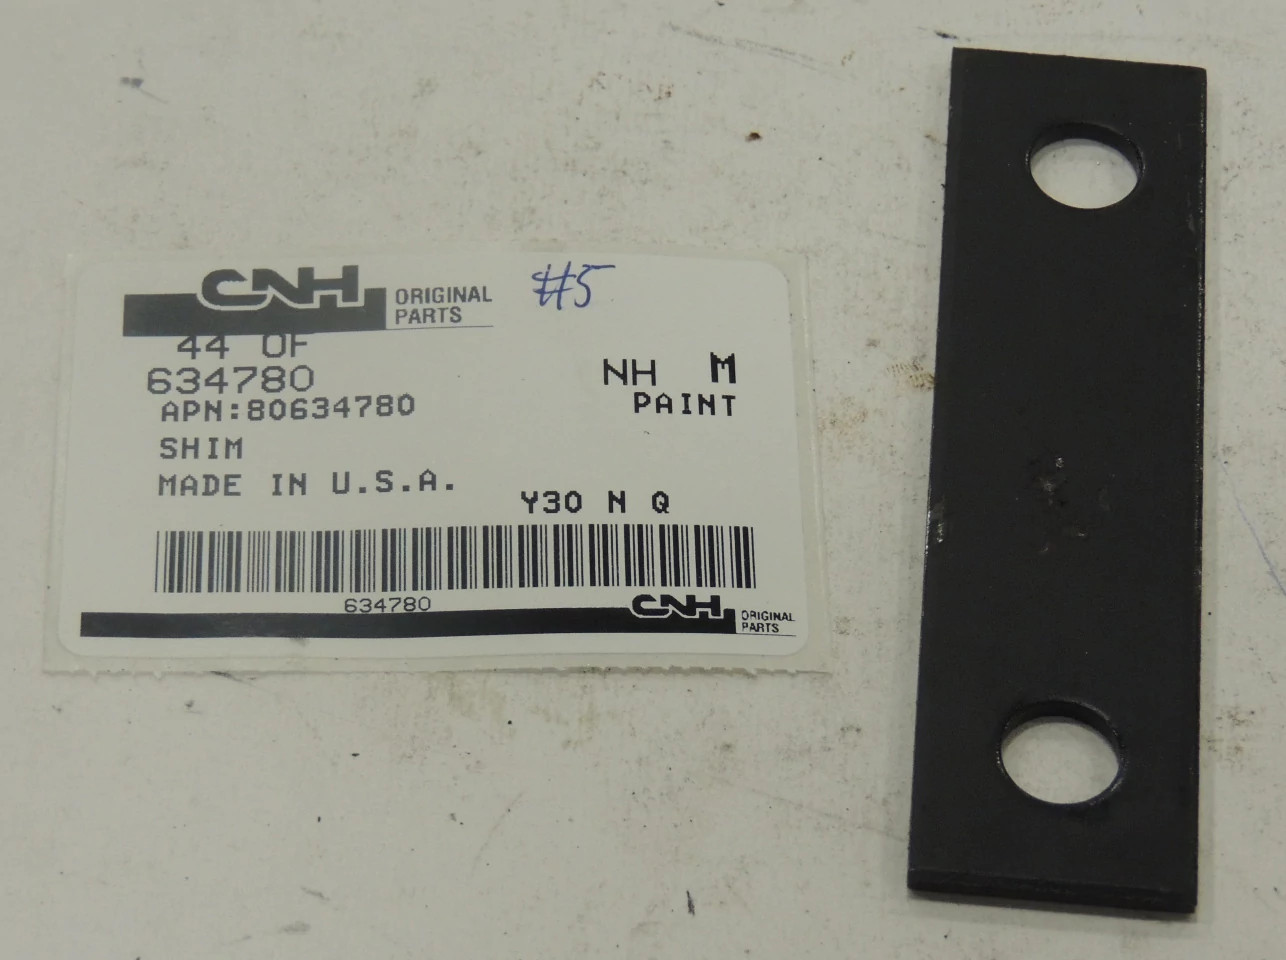 CNH ORIGINAL PARTS
#5
44 OF
634780
NH M
APN:80634780
PAINT
SHIM
MADE IN U.S.A.
Y30 N Q
634780
CNH ORIGINAL PARTS